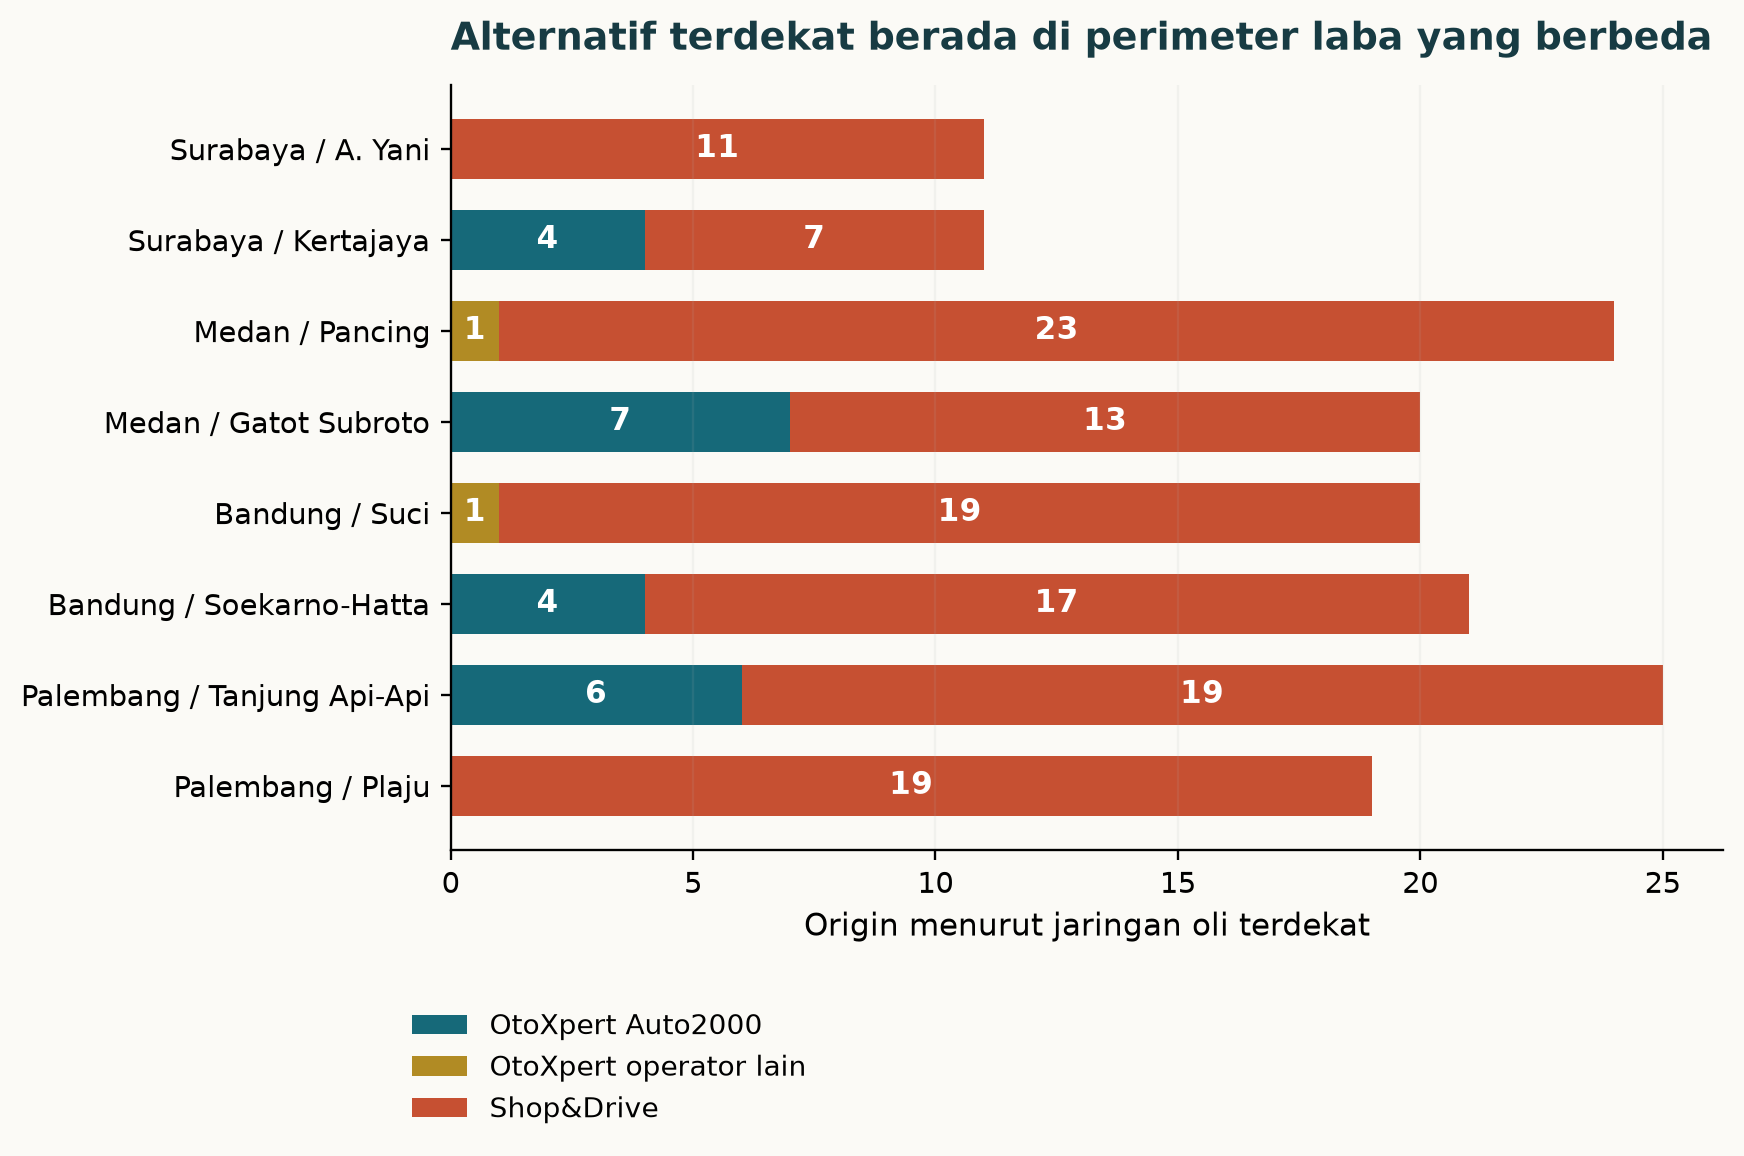 Alternatif terdekat berada di perimeter laba yang berbeda
Surabaya / A. Yani
11
Surabaya / Kertajaya
4 7
Medan / Pancing
1 23
Medan / Gatot Subroto
7 13
Bandung / Suci
1 19
Bandung / Soekarno-Hatta
4 17
Palembang / Tanjung Api-Api
6 19
Palembang / Plaju
19
0 5 10 15 20 25
Origin menurut jaringan oli terdekat
OtoXpert Auto2000
OtoXpert operator lain
Shop&Drive